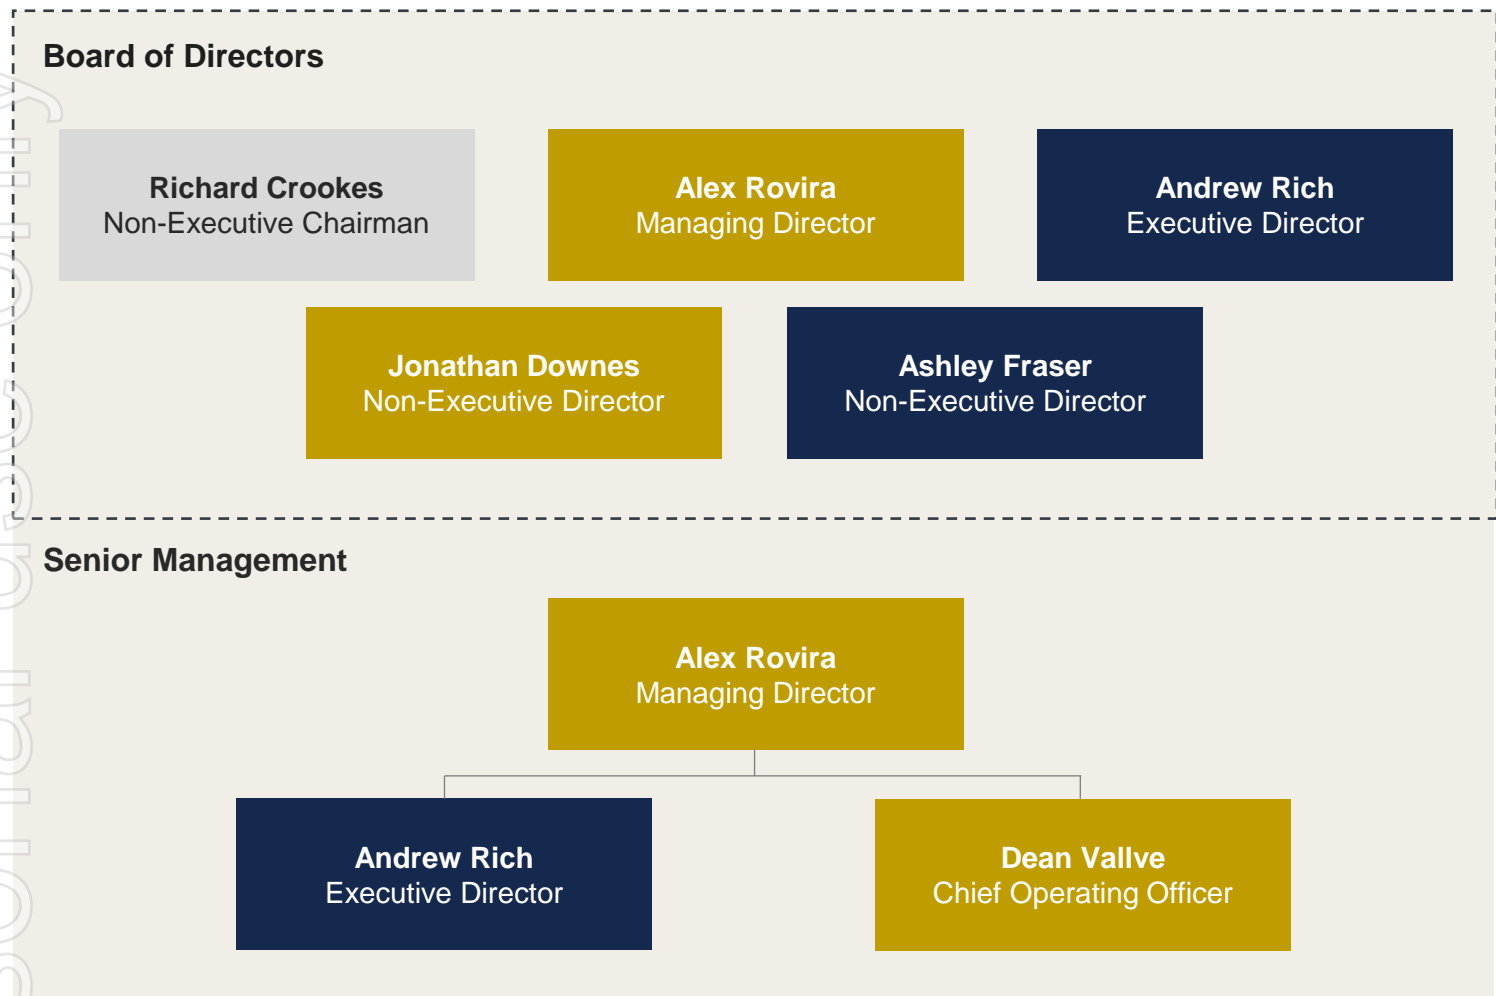 Board of Directors
Richard Crookes
Non-Executive Chairman
Alex Rovira
Managing Director
Andrew Rich
Executive Director
Jonathan Downes
Non-Executive Director
Ashley Fraser
Non-Executive Director
Senior Management
Alex Rovira
Managing Director
Andrew Rich
Executive Director
Dean Vallve
Chief Operating Officer